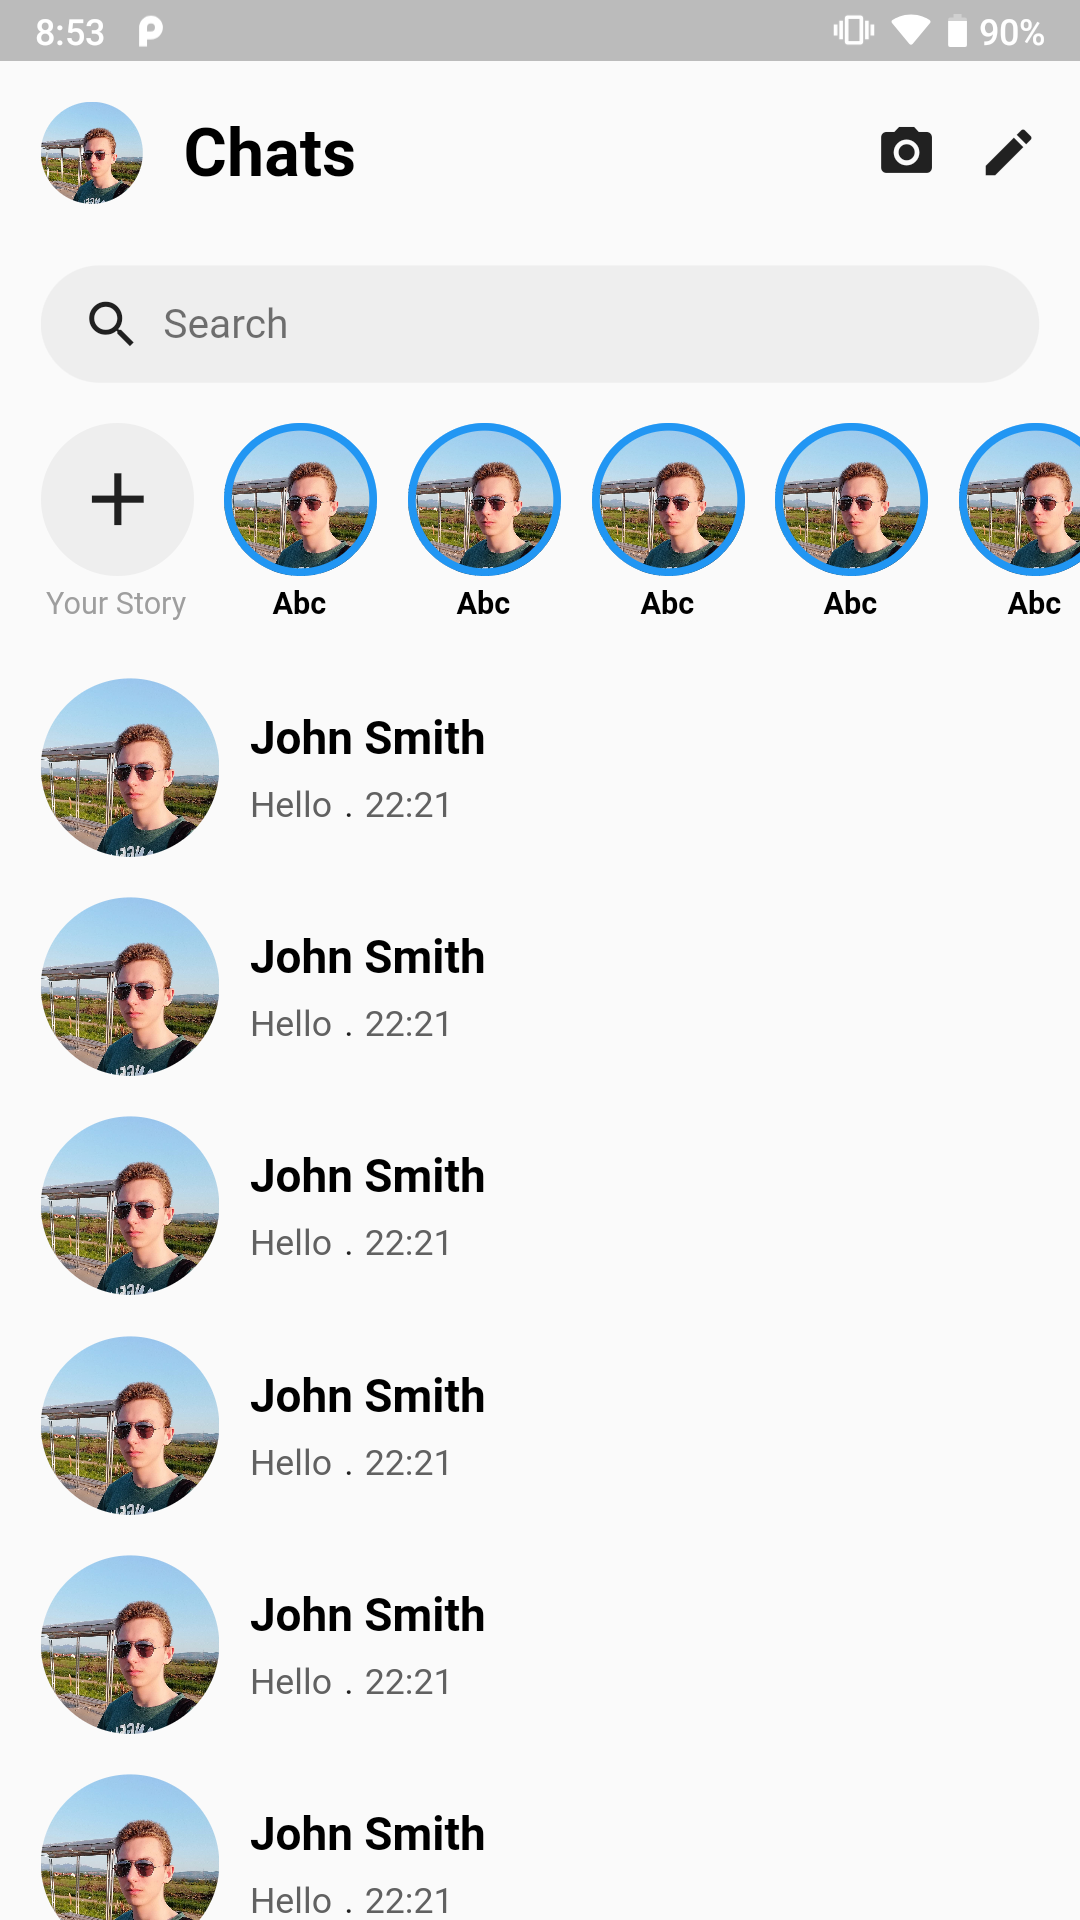 8:53 90%
Chats
Search
Your Story Abc Abc Abc Abc Abc
John Smith
Hello . 22:21
John Smith
Hello . 22:21
John Smith
Hello . 22:21
John Smith
Hello . 22:21
John Smith
Hello . 22:21
John Smith
Hello . 22:21